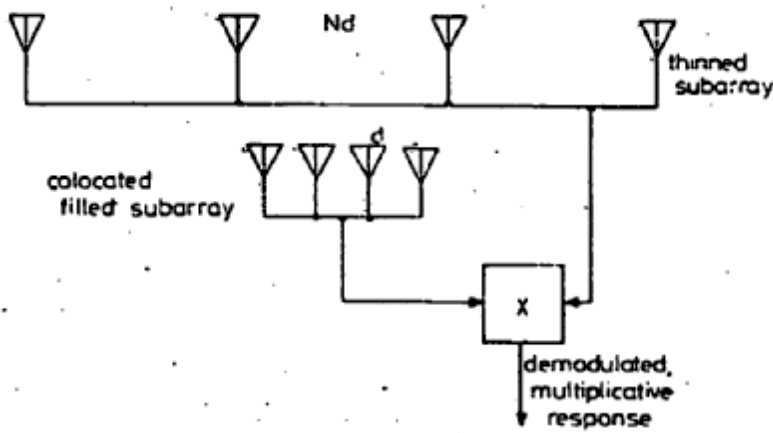 Nd
thinned
subarray
d
colocated
filled subarray
X
demodulated,
multiplicative
response